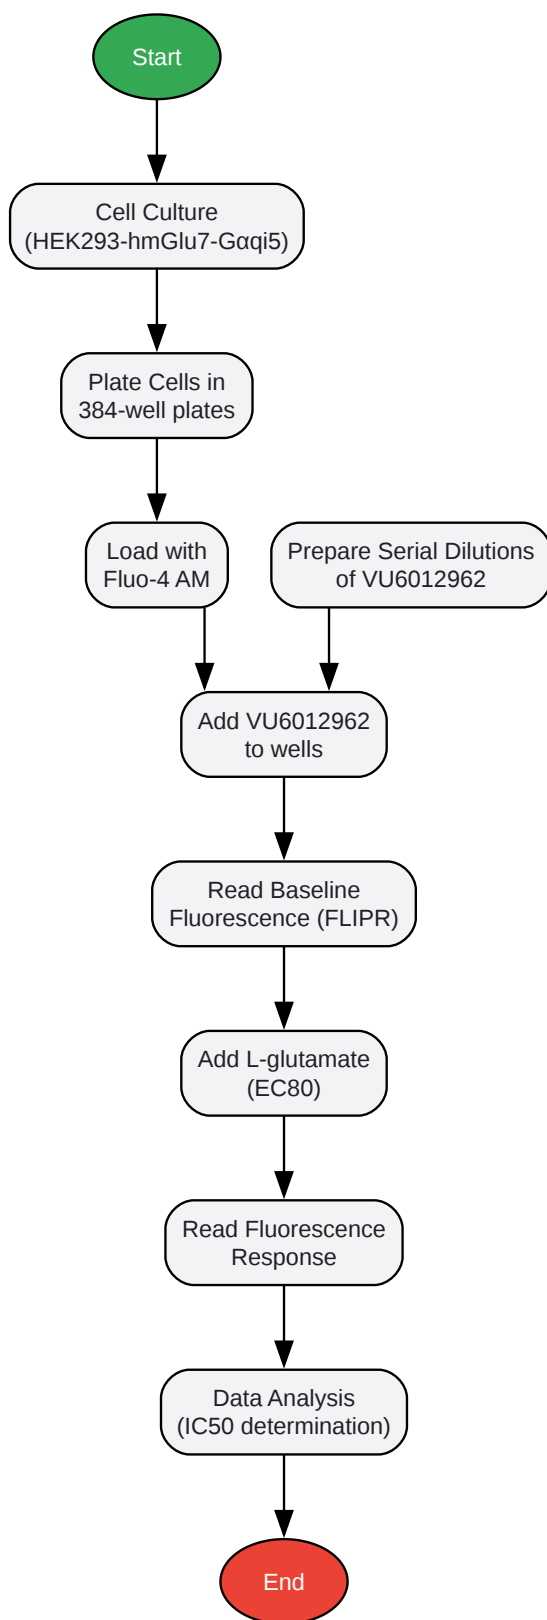 Start
Cell Culture
(HEK293-hmGlu7-Gαqi5)
Plate Cells in
384-well plates
Load with
Fluo-4 AM
Prepare Serial Dilutions
of VU6012962
Add VU6012962
to wells
Read Baseline
Fluorescence (FLIPR)
Add L-glutamate
(EC80)
Read Fluorescence
Response
Data Analysis
(IC50 determination)
End